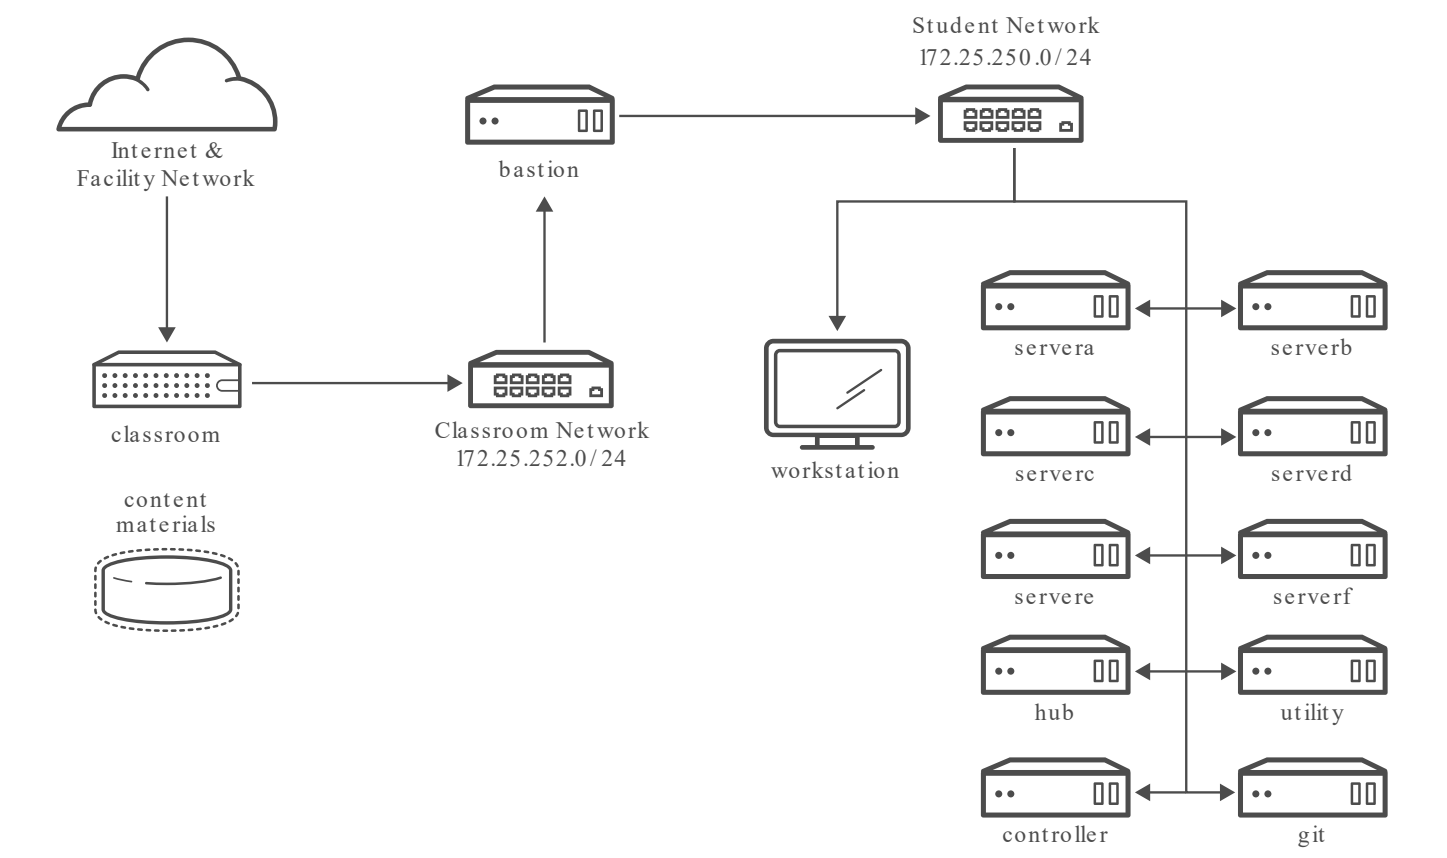 Student Network
172.25.250.0/24
Internet &
Facility Network
bastion
servera
serverb
classroom
Classroom Network
172.25.252.0/24
workstation
serverc
serverd
content
materials
servere
serverf
hub
utility
controller
git